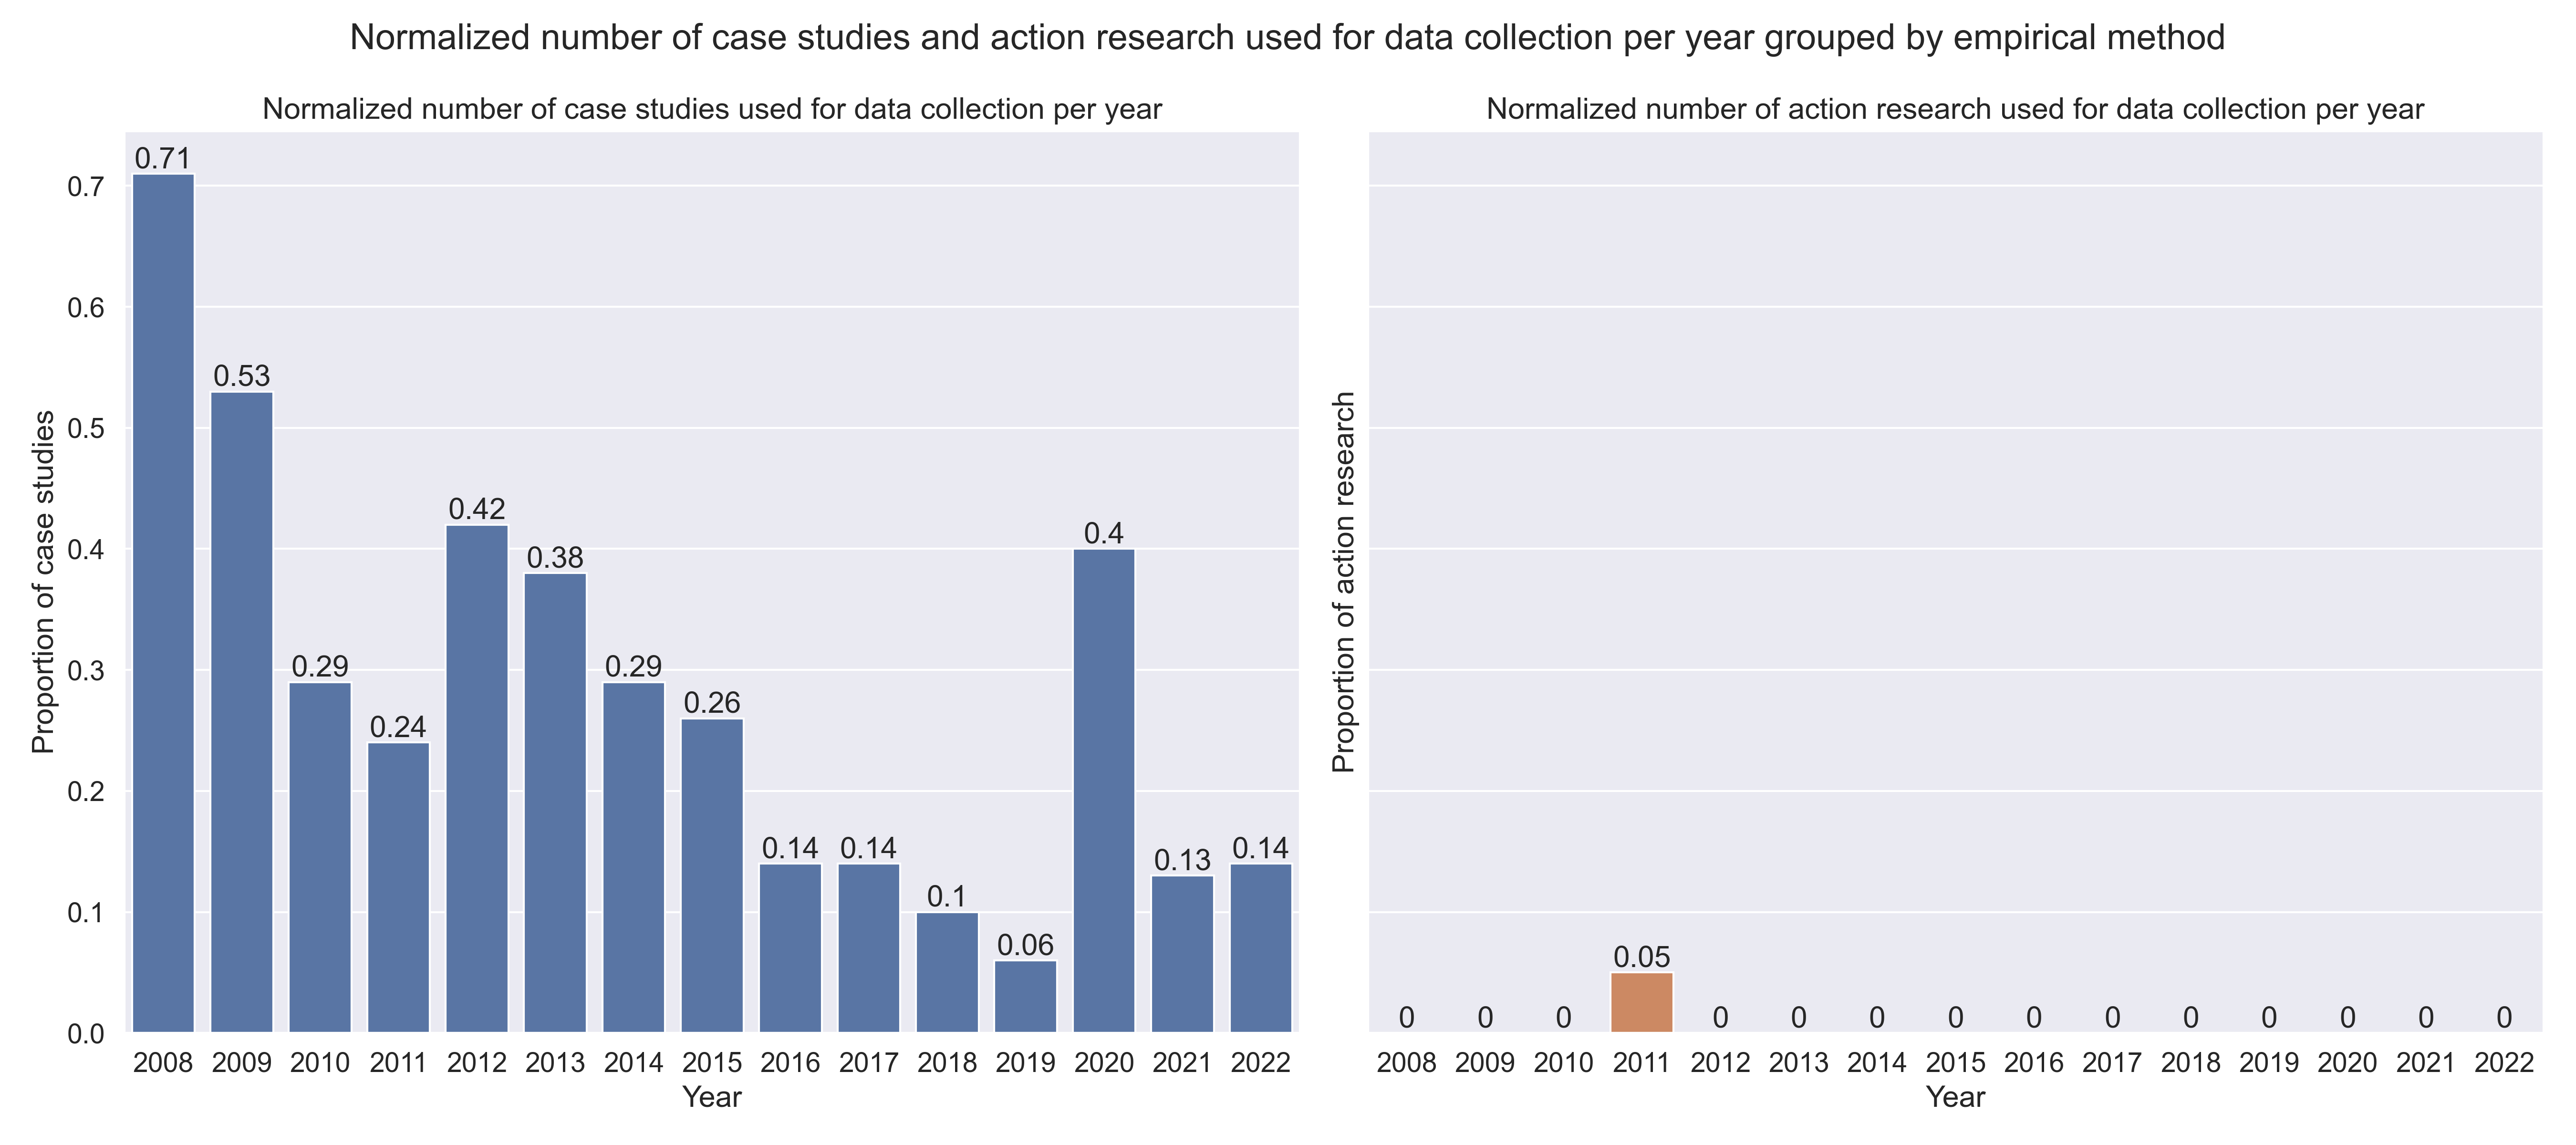 Normalized number of case studies and action research used for data collection per year grouped by empirical method
Normalized number of case studies used for data collection per year
Proportion of case studies
0.7
0.6
0.5
0.4
0.3
0.2
0.1
0.0
0.71
0.53
0.29
0.24
0.42
0.38
0.29
0.26
0.14
0.14
0.1
0.06
0.4
0.13
0.14
2008 2009 2010 2011 2012 2013 2014 2015 2016 2017 2018 2019 2020 2021 2022
Year
Normalized number of action research used for data collection per year
Proportion of action research
0.05
0 0 0 0 0 0 0 0 0 0 0 0 0 0
2008 2009 2010 2011 2012 2013 2014 2015 2016 2017 2018 2019 2020 2021 2022
Year